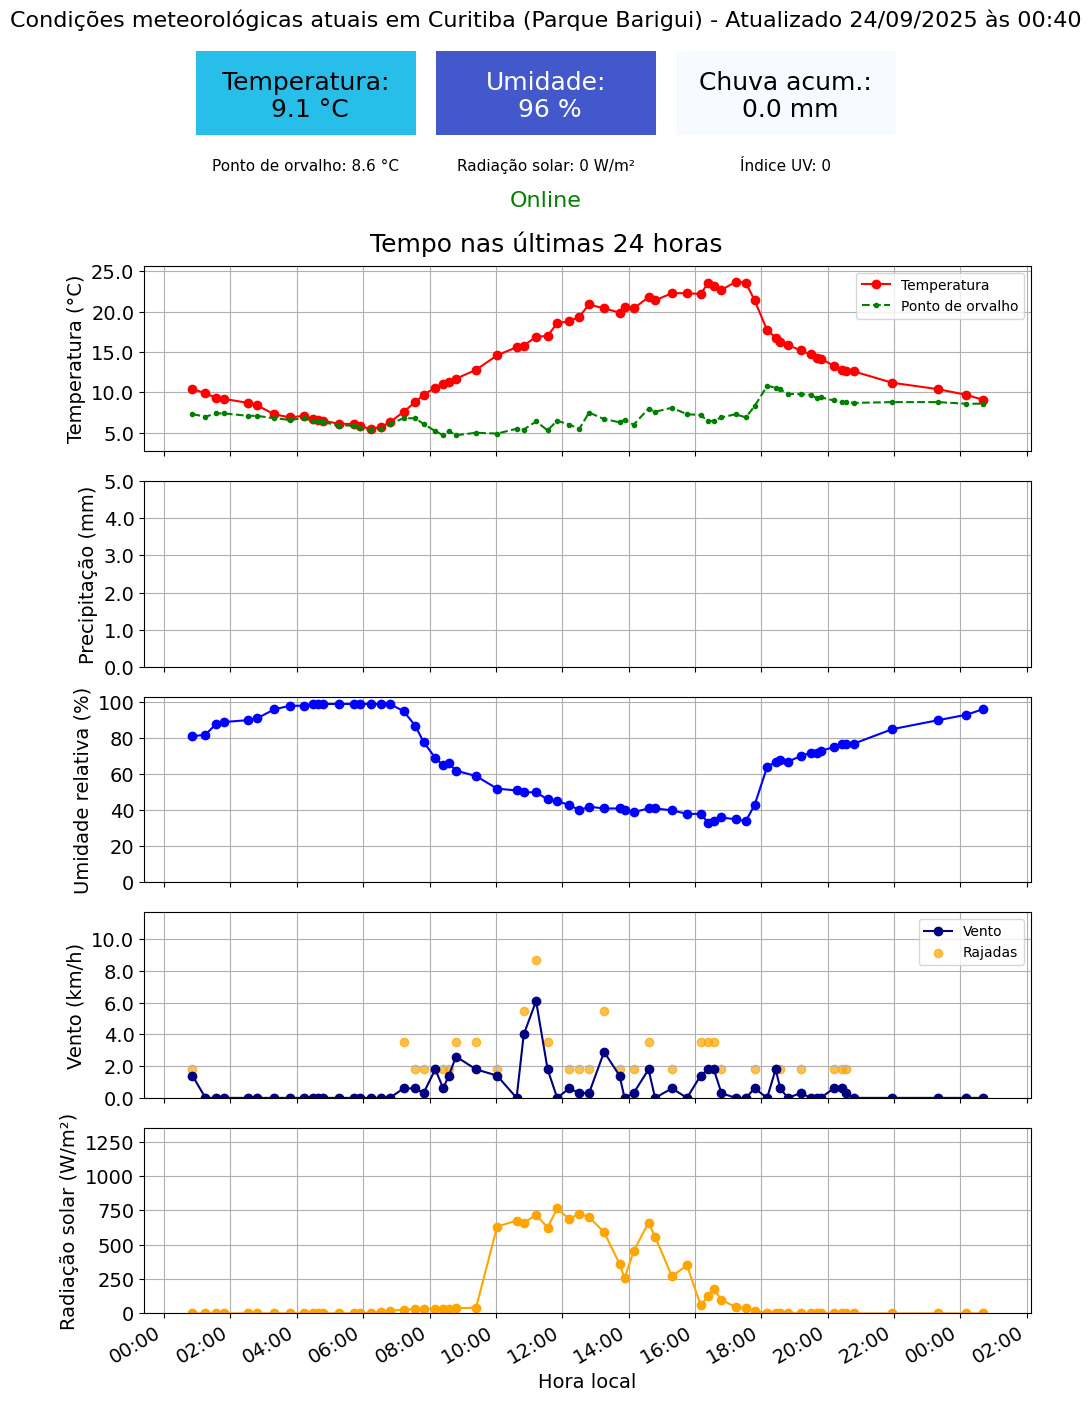 Condições meteorológicas atuais em Curitiba (Parque Barigui) - Atualizado 24/09/2025 às 00:40
Temperatura:
9.1 °C
Umidade:
96 %
Chuva acum.:
0.0 mm
Ponto de orvalho: 8.6 °C
Radiação solar: 0 W/m²
Índice UV: 0
Online
Tempo nas últimas 24 horas
Temperatura (°C)
25.0
20.0
15.0
10.0
5.0
Temperatura
Ponto de orvalho
Precipitação (mm)
5.0
4.0
3.0
2.0
1.0
0.0
Umidade relativa (%)
100
80
60
40
20
0
Vento (km/h)
10.0
8.0
6.0
4.0
2.0
0.0
Vento
Rajadas
Radiação solar (W/m²)
1250
1000
750
500
250
0
00:00
02:00
04:00
06:00
08:00
10:00
12:00
14:00
16:00
18:00
20:00
22:00
00:00
02:00
Hora local